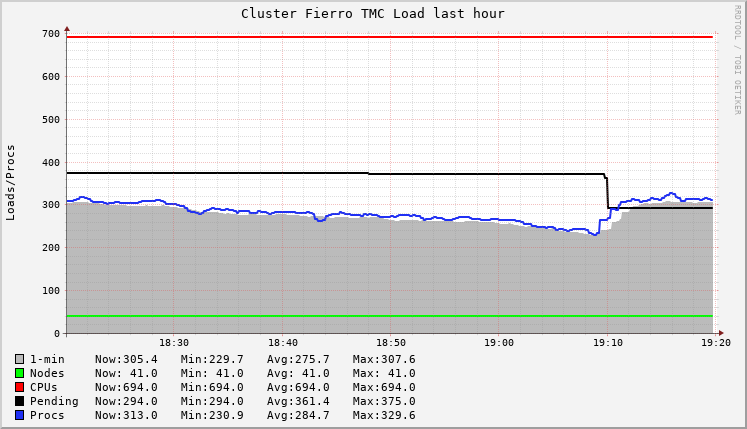 Cluster Fierro TMC Load last hour
RRDTOOL / TOBI OETIKER
Loads/Procs
700
600
500
400
300
200
100
0
18:30 18:40 18:50 19:00 19:10 19:20
1-min Now:305.4 Min:229.7 Avg:275.7 Max:307.6
Nodes Now: 41.0 Min: 41.0 Avg: 41.0 Max: 41.0
CPUs Now:694.0 Min:694.0 Avg:694.0 Max:694.0
Pending Now:294.0 Min:294.0 Avg:361.4 Max:375.0
Procs Now:313.0 Min:230.9 Avg:284.7 Max:329.6